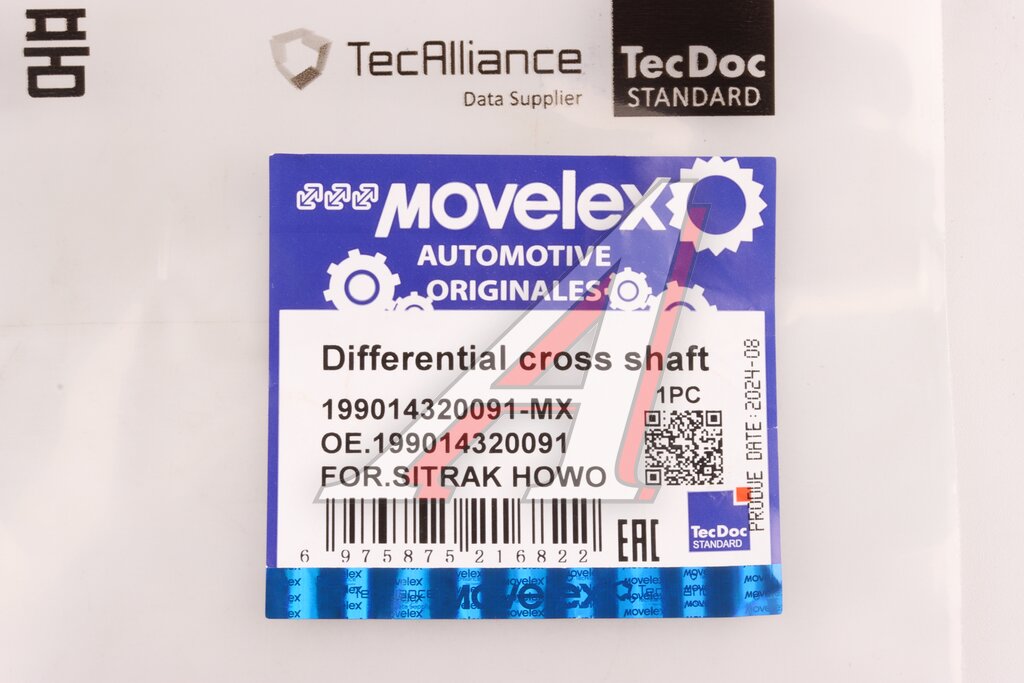 품
TecAlliance
Data Supplier
TecDoc
STANDARD
MOVelex
AUTOMOTIVE
ORIGINALES
Differential cross shaft
199014320091-MX
1PC
OE.199014320091
FOR.SITRAK HOWO
PRODUE DATE: 2024-08
TecDoc
STANDARD
EAC
6 975875 216822
MOVelex